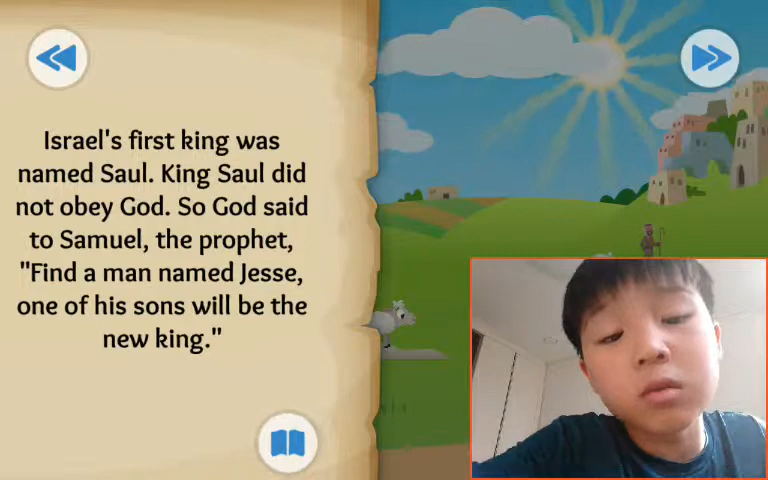 Israel's first king was
named Saul. King Saul did
not obey God. So God said
to Samuel, the prophet,
"Find a man named Jesse,
one of his sons will be the
new king."